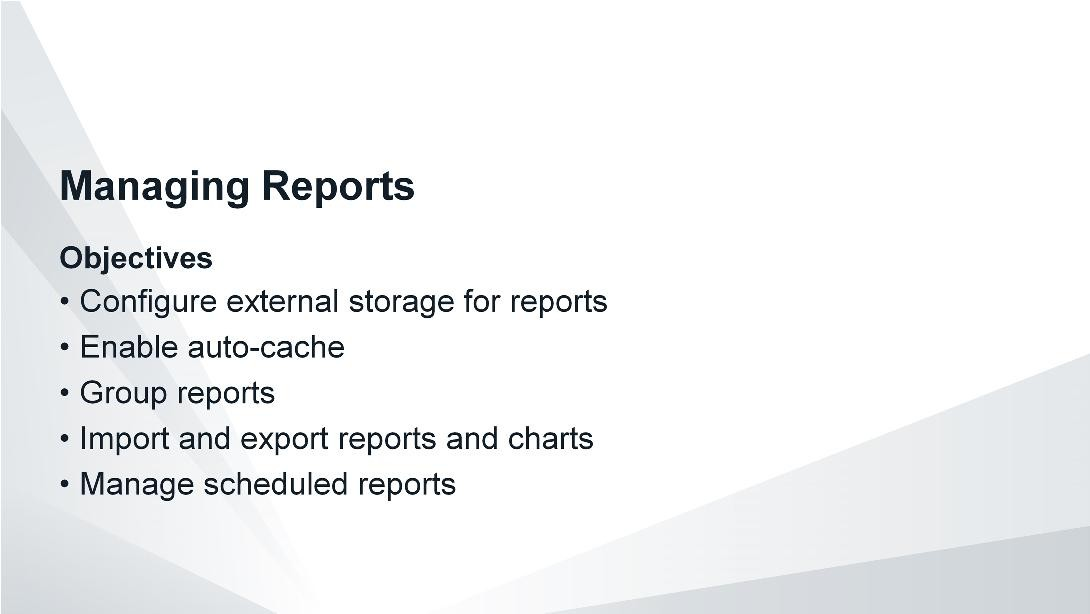 Managing Reports
Objectives
• Configure external storage for reports
• Enable auto-cache
• Group reports
• Import and export reports and charts
• Manage scheduled reports